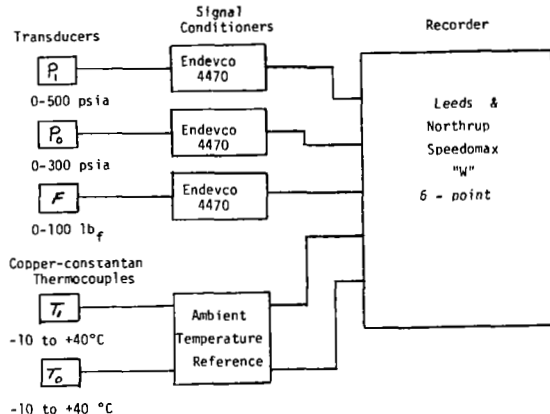 Signal
Conditioners
Recorder
Transducers
P1
Endevco
4470
0-500 psia
P0
Endevco
4470
0-300 psia
F
Endevco
4470
0-100 lbf
Leeds &
Northrup
Speedomax
"W"
6 - point
Copper-constantan
Thermocouples
T1
-10 to +40°C
T0
-10 to +40 °C
Ambient
Temperature
Reference